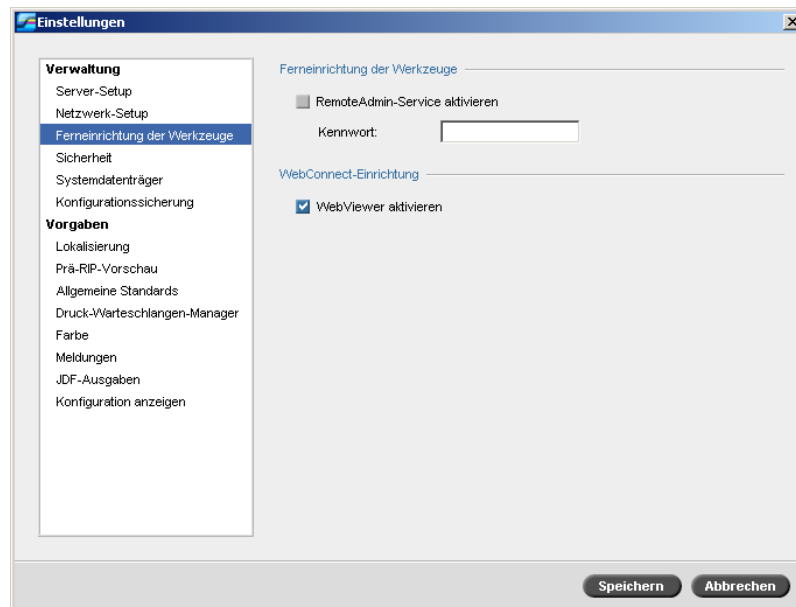 Einstellungen
Verwaltung
Server-Setup
Netzwerk-Setup
Ferneinrichtung der Werkzeuge
Sicherheit
Systemdatenträger
Konfigurationssicherung
Vorgaben
Lokalisierung
Prä-RIP-Vorschau
Allgemeine Standards
Druck-Warteschlangen-Manager
Farbe
Meldungen
JDF-Ausgaben
Konfiguration anzeigen
Ferneinrichtung der Werkzeuge
RemoteAdmin-Service aktivieren
Kennwort:
WebConnect-Einrichtung
WebViewer aktivieren
Speichern
Abbrechen